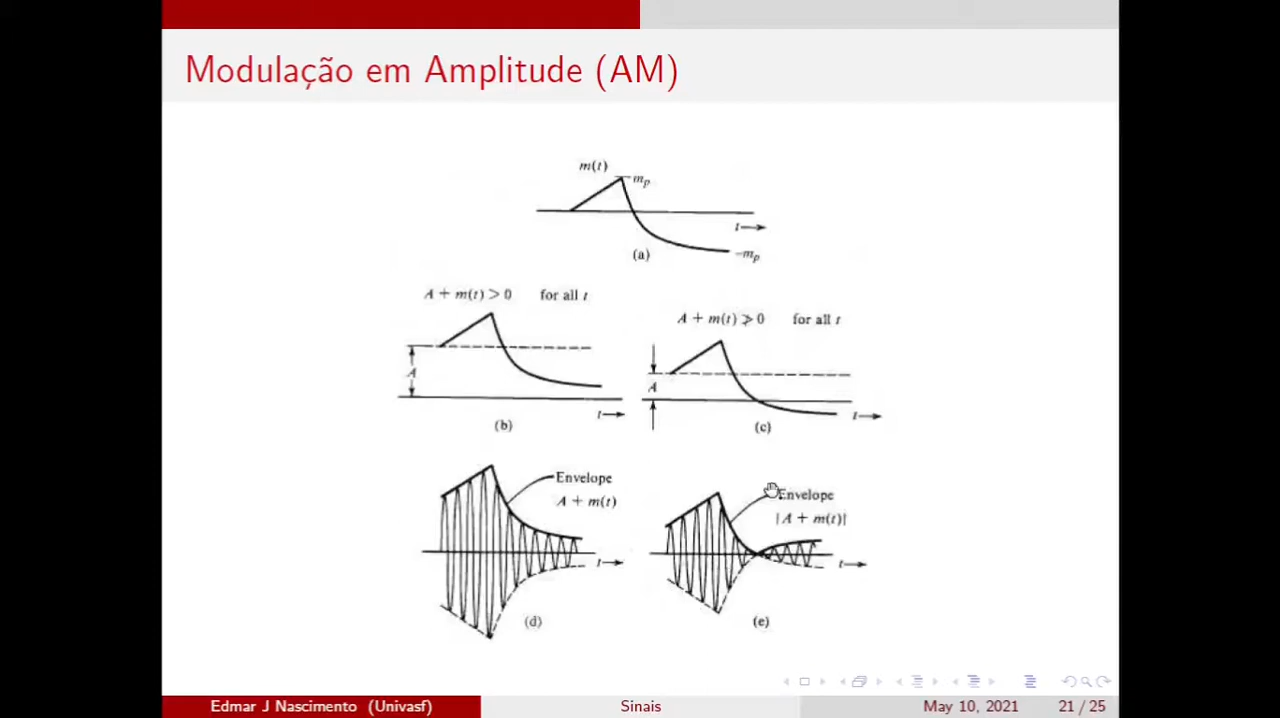 Modulação em Amplitude (AM)
m(t)
mp
t
(a)
-mp
A + m(t) > 0 for all t
A
t
(b)
A + m(t) ≯ 0 for all t
A
t
(c)
Envelope
A + m(t)
t
(d)
Envelope
|A + m(t)|
t
(e)
Edmar J Nascimento (Univasf) Sinais May 10, 2021 21 / 25